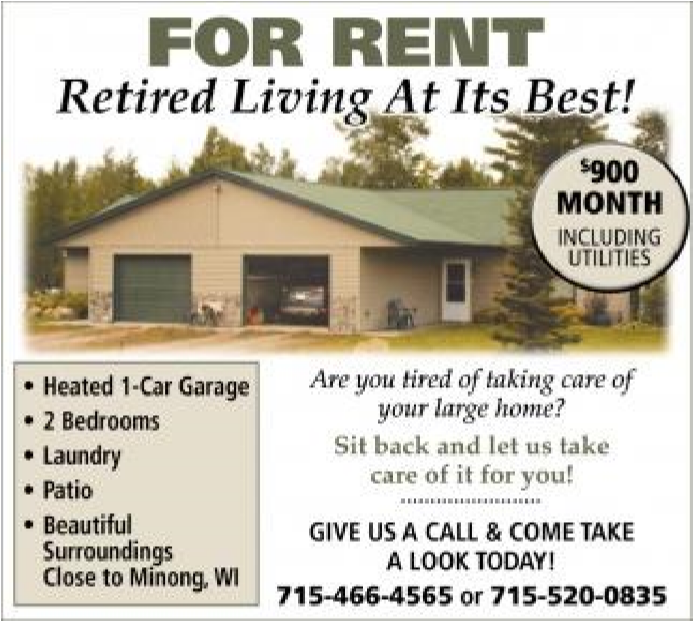 FOR RENT
Retired Living At Its Best!
$900
MONTH
INCLUDING
UTILITIES
• Heated 1-Car Garage
• 2 Bedrooms
• Laundry
• Patio
• Beautiful
Surroundings
Close to Minong, WI
Are you tired of taking care of
your large home?
Sit back and let us take
care of it for you!
GIVE US A CALL & COME TAKE
A LOOK TODAY!
715-466-4565 or 715-520-0835